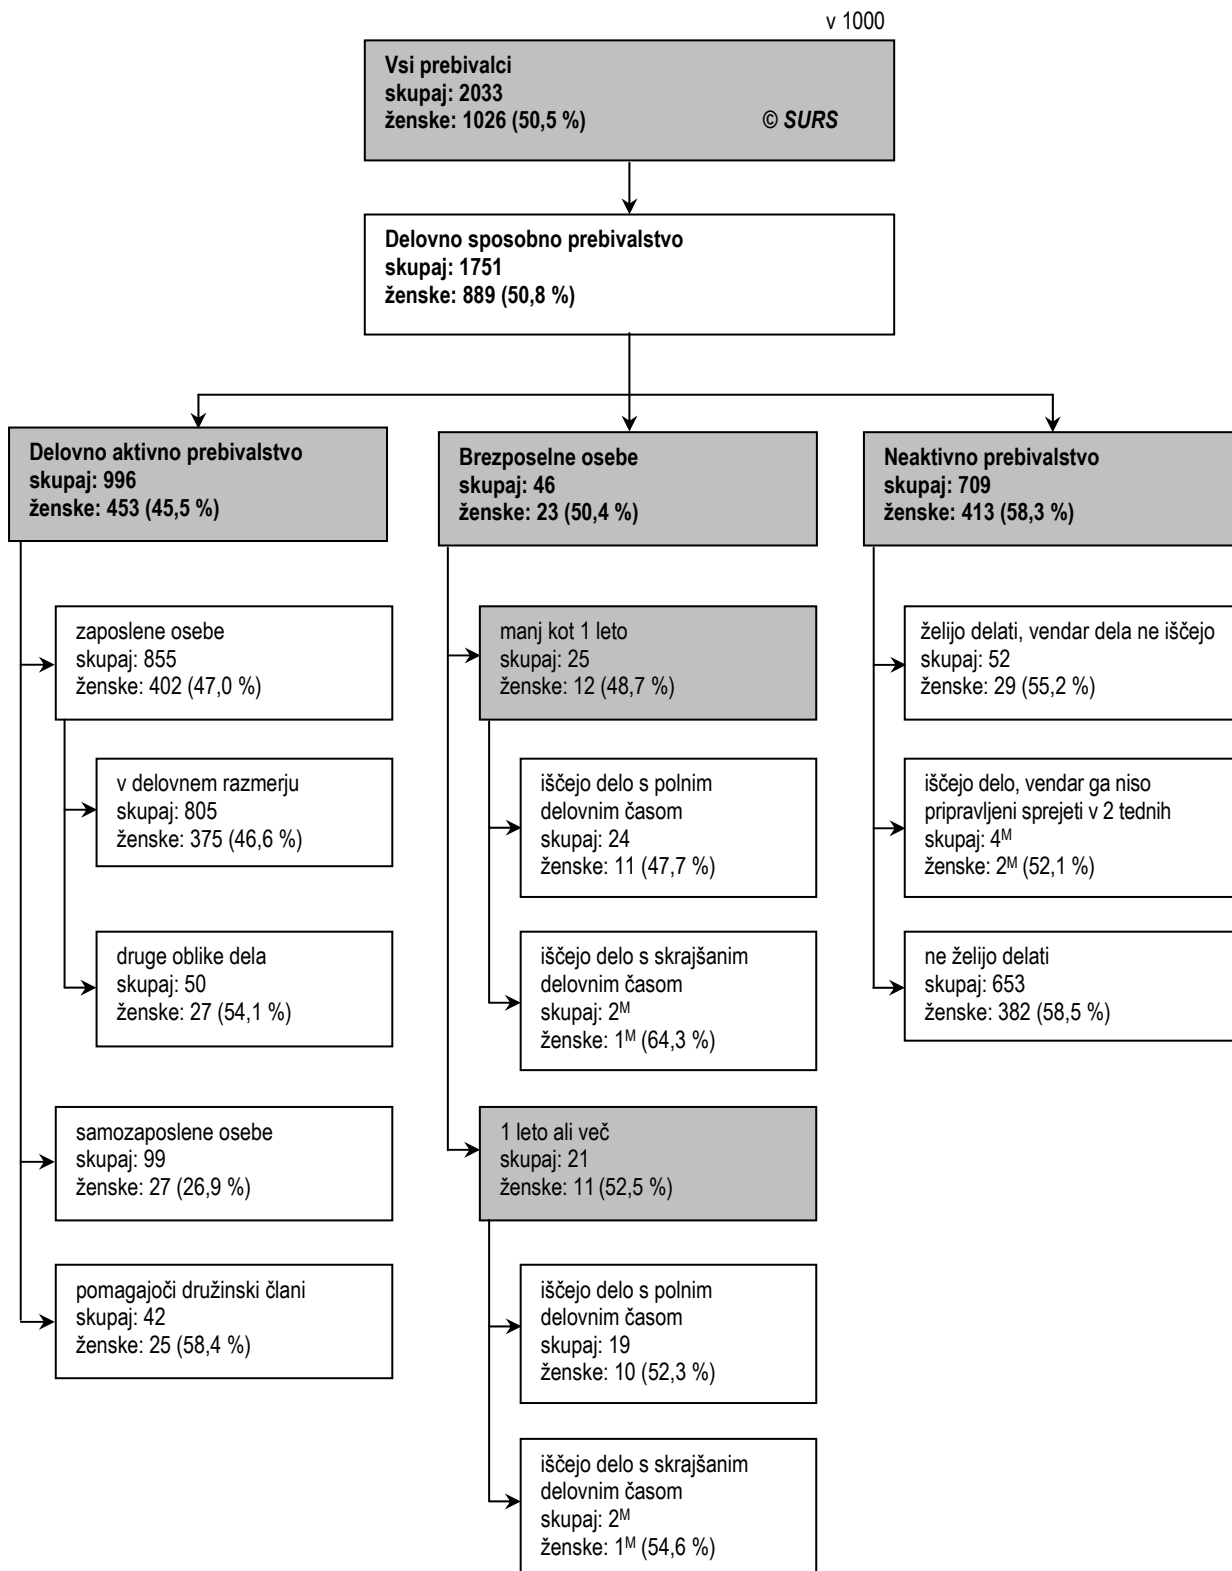 v 1000
Vsi prebivalci
skupaj: 2033
ženske: 1026 (50,5 %) © SURS
Delovno sposobno prebivalstvo
skupaj: 1751
ženske: 889 (50,8 %)
Delovno aktivno prebivalstvo
skupaj: 996
ženske: 453 (45,5 %)
zaposlene osebe
skupaj: 855
ženske: 402 (47,0 %)
v delovnem razmerju
skupaj: 805
ženske: 375 (46,6 %)
druge oblike dela
skupaj: 50
ženske: 27 (54,1 %)
samozaposlene osebe
skupaj: 99
ženske: 27 (26,9 %)
pomagajoči družinski člani
skupaj: 42
ženske: 25 (58,4 %)
Brezposelne osebe
skupaj: 46
ženske: 23 (50,4 %)
manj kot 1 leto
skupaj: 25
ženske: 12 (48,7 %)
iščejo delo s polnim
delovnim časom
skupaj: 24
ženske: 11 (47,7 %)
iščejo delo s skrajšanim
delovnim časom
skupaj: 2ᴹ
ženske: 1ᴹ (64,3 %)
1 leto ali več
skupaj: 21
ženske: 11 (52,5 %)
iščejo delo s polnim
delovnim časom
skupaj: 19
ženske: 10 (52,3 %)
iščejo delo s skrajšanim
delovnim časom
skupaj: 2ᴹ
ženske: 1ᴹ (54,6 %)
Neaktivno prebivalstvo
skupaj: 709
ženske: 413 (58,3 %)
želijo delati, vendar dela ne iščejo
skupaj: 52
ženske: 29 (55,2 %)
iščejo delo, vendar ga niso
pripravljeni sprejeti v 2 tednih
skupaj: 4ᴹ
ženske: 2ᴹ (52,1 %)
ne želijo delati
skupaj: 653
ženske: 382 (58,5 %)